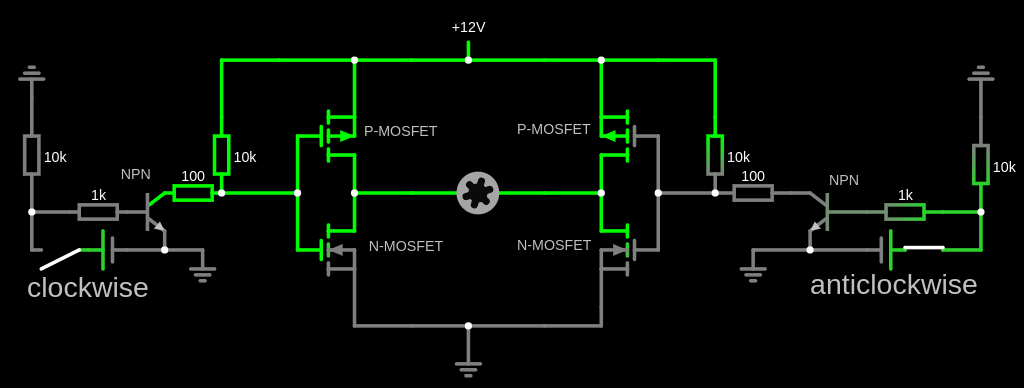 +12V
P-MOSFET
P-MOSFET
10k
10k
10k
10k
NPN
100
100
NPN
1k
1k
N-MOSFET
N-MOSFET
clockwise
anticlockwise